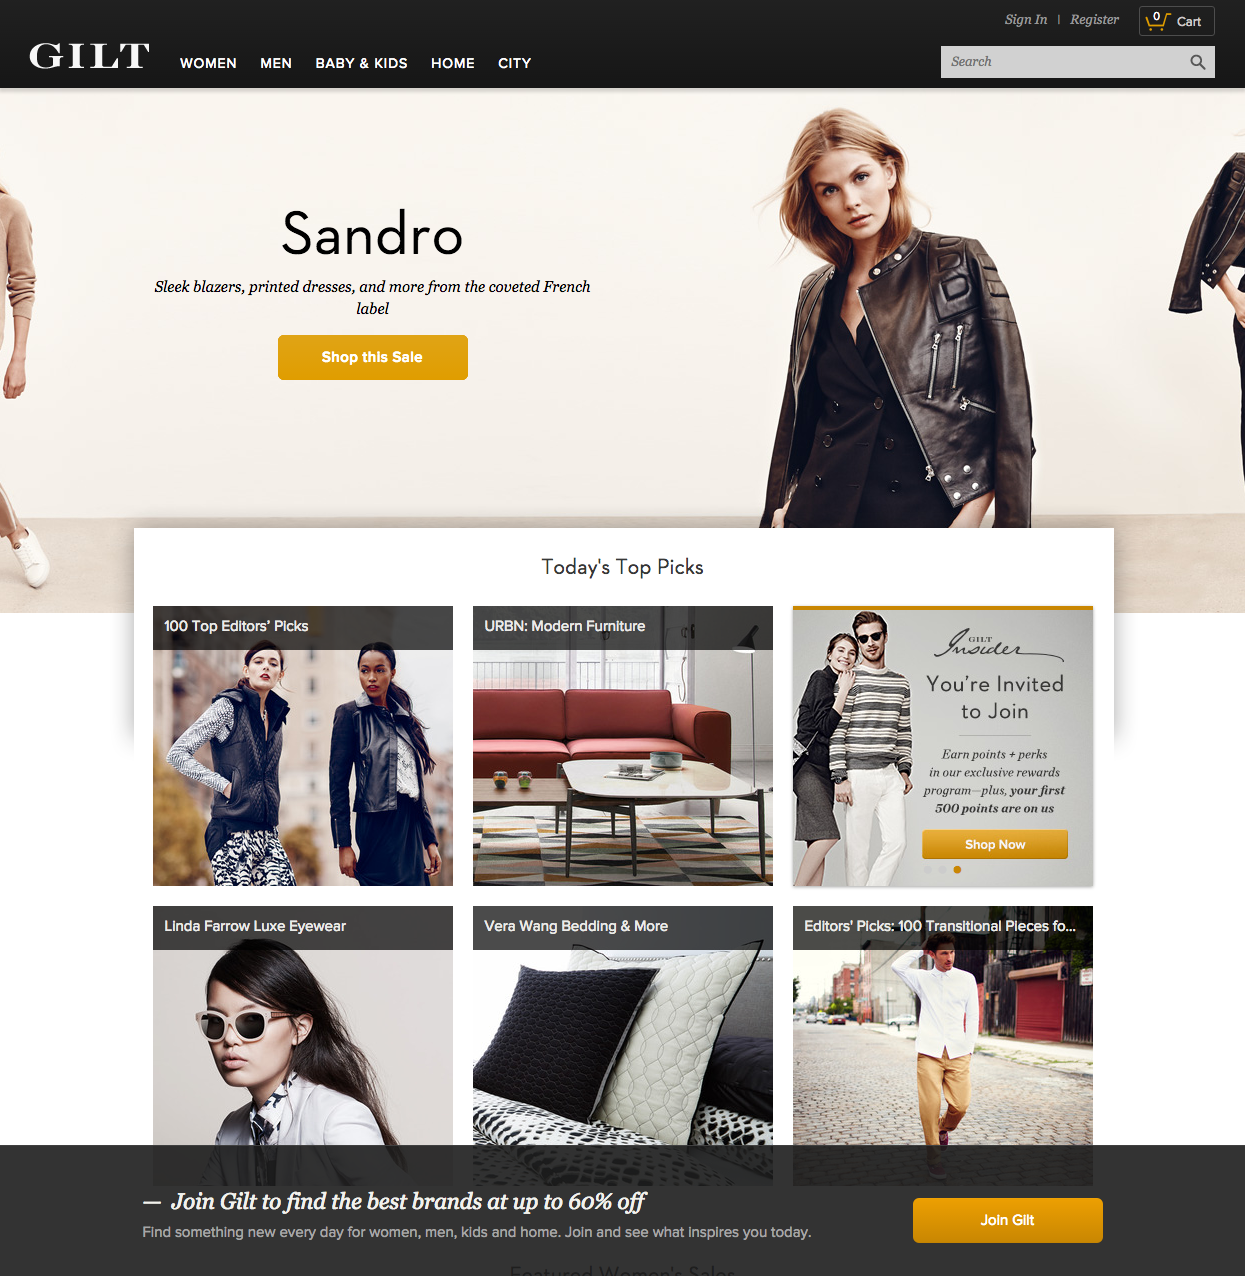 Sign In | Register
0 Cart
GILT
WOMEN MEN BABY & KIDS HOME CITY
Search
Sandro
Sleek blazers, printed dresses, and more from the coveted French
label
Shop this Sale
Today's Top Picks
100 Top Editors' Picks
URBN: Modern Furniture
GILT
Insider
You're Invited
to Join
Earn points + perks
in our exclusive rewards
program—plus, your first
500 points are on us
Shop Now
Linda Farrow Luxe Eyewear
Vera Wang Bedding & More
Editors' Picks: 100 Transitional Pieces fo...
— Join Gilt to find the best brands at up to 60% off
Find something new every day for women, men, kids and home. Join and see what inspires you today.
Join Gilt
Featured Women's Sales